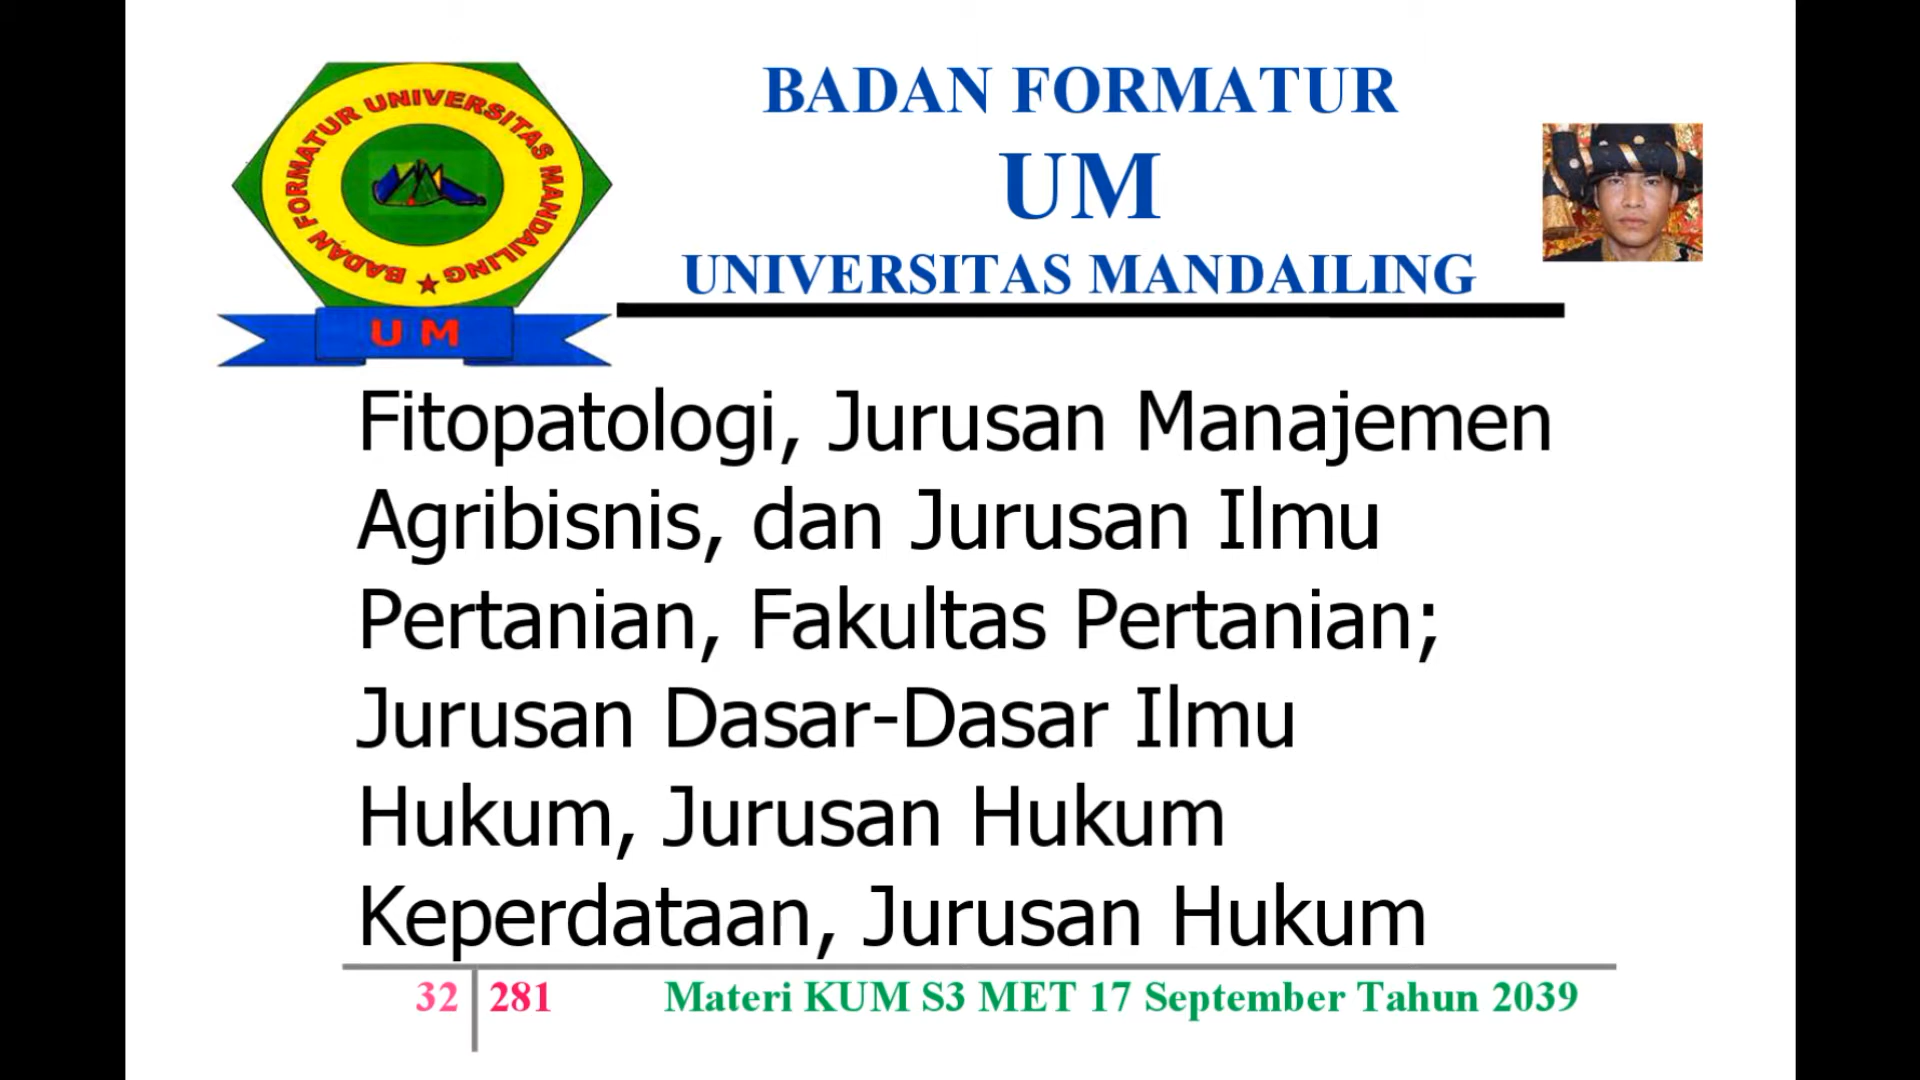 BADAN FORMATUR UNIVERSITAS MANDAILING
U M
BADAN FORMATUR
UM
UNIVERSITAS MANDAILING
Fitopatologi, Jurusan Manajemen
Agribisnis, dan Jurusan Ilmu
Pertanian, Fakultas Pertanian;
Jurusan Dasar-Dasar Ilmu
Hukum, Jurusan Hukum
Keperdataan, Jurusan Hukum
32 281 Materi KUM S3 MET 17 September Tahun 2039